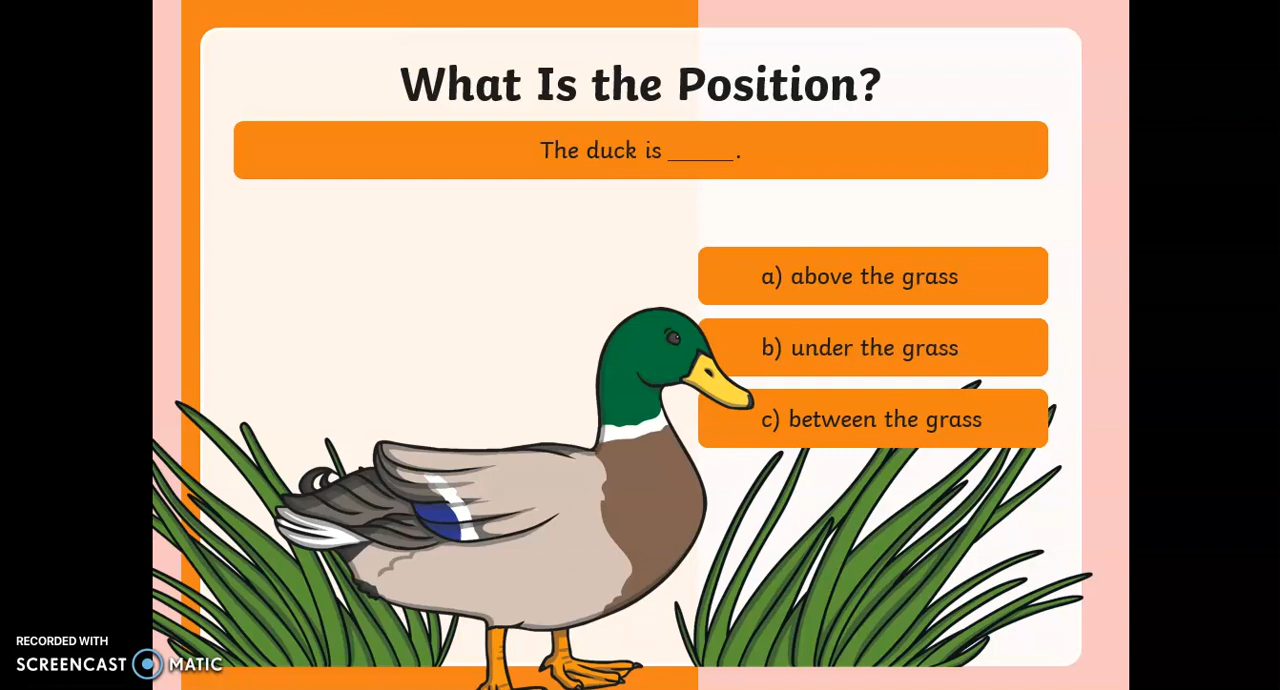 What Is the Position?
The duck is _____.
a) above the grass
b) under the grass
c) between the grass
RECORDED WITH
SCREENCAST MATIC